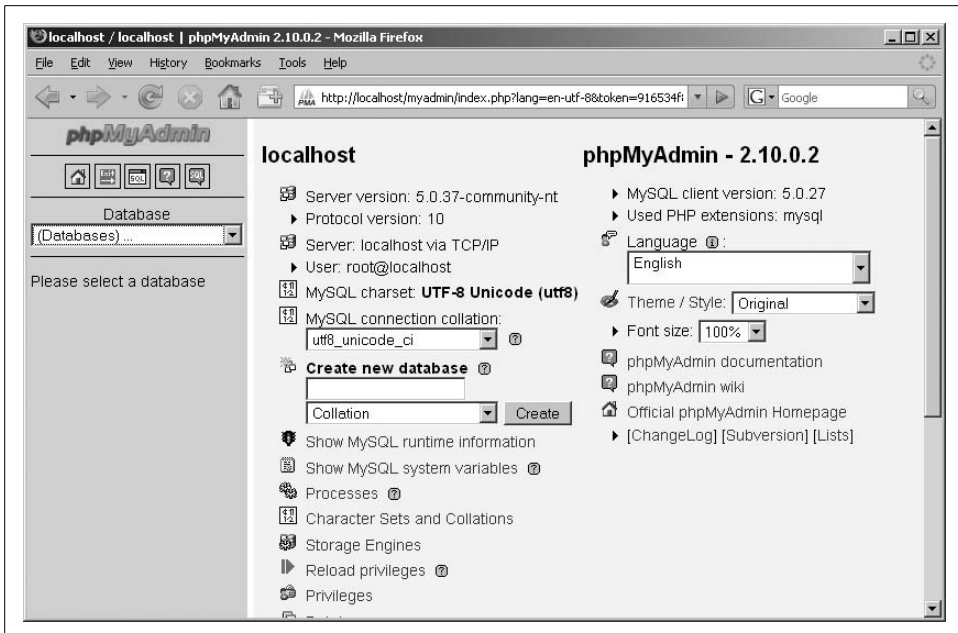 localhost / localhost | phpMyAdmin 2.10.0.2 - Mozilla Firefox
File Edit View History Bookmarks Tools Help
PMA http://localhost/myadmin/index.php?lang=en-utf-8&token=916534f G Google
phpMyAdmin
SQL ? SQL
Database
(Databases) ...
Please select a database
localhost
Server version: 5.0.37-community-nt
Protocol version: 10
Server: localhost via TCP/IP
User: root@localhost
MySQL charset: UTF-8 Unicode (utf8)
MySQL connection collation:
utf8_unicode_ci ?
Create new database ?
Collation Create
Show MySQL runtime information
Show MySQL system variables ?
Processes ?
Character Sets and Collations
Storage Engines
Reload privileges ?
Privileges
phpMyAdmin - 2.10.0.2
MySQL client version: 5.0.27
Used PHP extensions: mysql
Language i :
English
Theme / Style: Original
Font size: 100%
phpMyAdmin documentation
phpMyAdmin wiki
Official phpMyAdmin Homepage
[ChangeLog] [Subversion] [Lists]